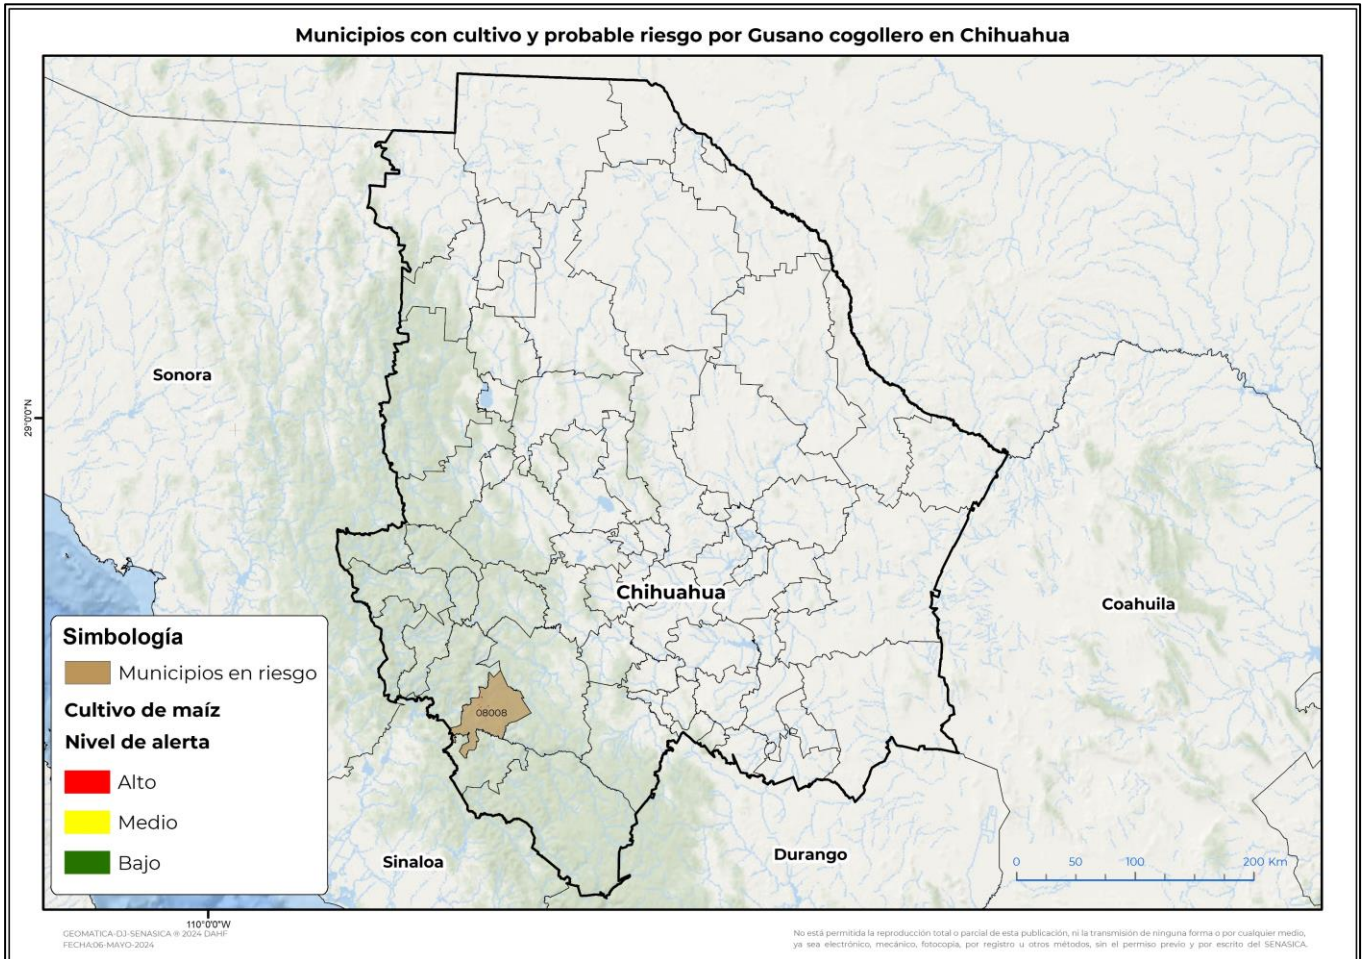 Municipios con cultivo y probable riesgo por Gusano cogollero en Chihuahua
Sonora
29°0'0"N
Chihuahua
Coahuila
Simbología
Municipios en riesgo
Cultivo de maíz
Nivel de alerta
Alto
Medio
Bajo
08008
Sinaloa
Durango
0 50 100 200 Km
110°0'0"W
GEOMATICA-DJ-SENASICA ® 2024 DAHF
FECHA:06-MAYO-2024
No está permitida la reproducción total o parcial de esta publicación, ni la transmisión de ninguna forma o por cualquier medio,
ya sea electrónico, mecánico, fotocopia, por registro u otros métodos, sin el permiso previo y por escrito del SENASICA.